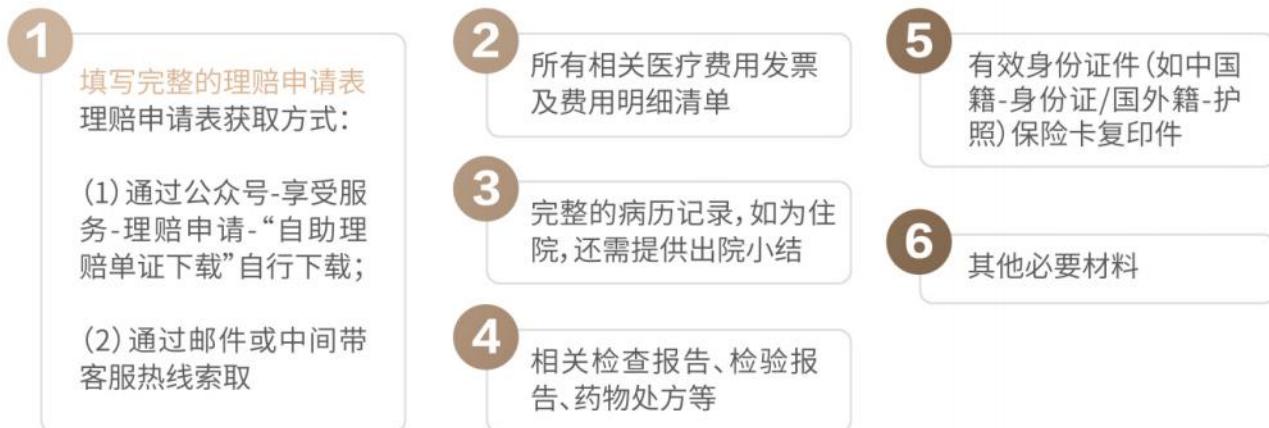 1
填写完整的理赔申请表
理赔申请表获取方式：
（1）通过公众号-享受服
务-理赔申请-“自助理
赔单证下载”自行下载；
（2）通过邮件或中间带
客服热线索取
2
所有相关医疗费用发票
及费用明细清单
3
完整的病历记录，如为住
院，还需提供出院小结
4
相关检查报告、检验报
告、药物处方等
5
有效身份证件（如中国
籍-身份证/国外籍-护
照）保险卡复印件
6
其他必要材料